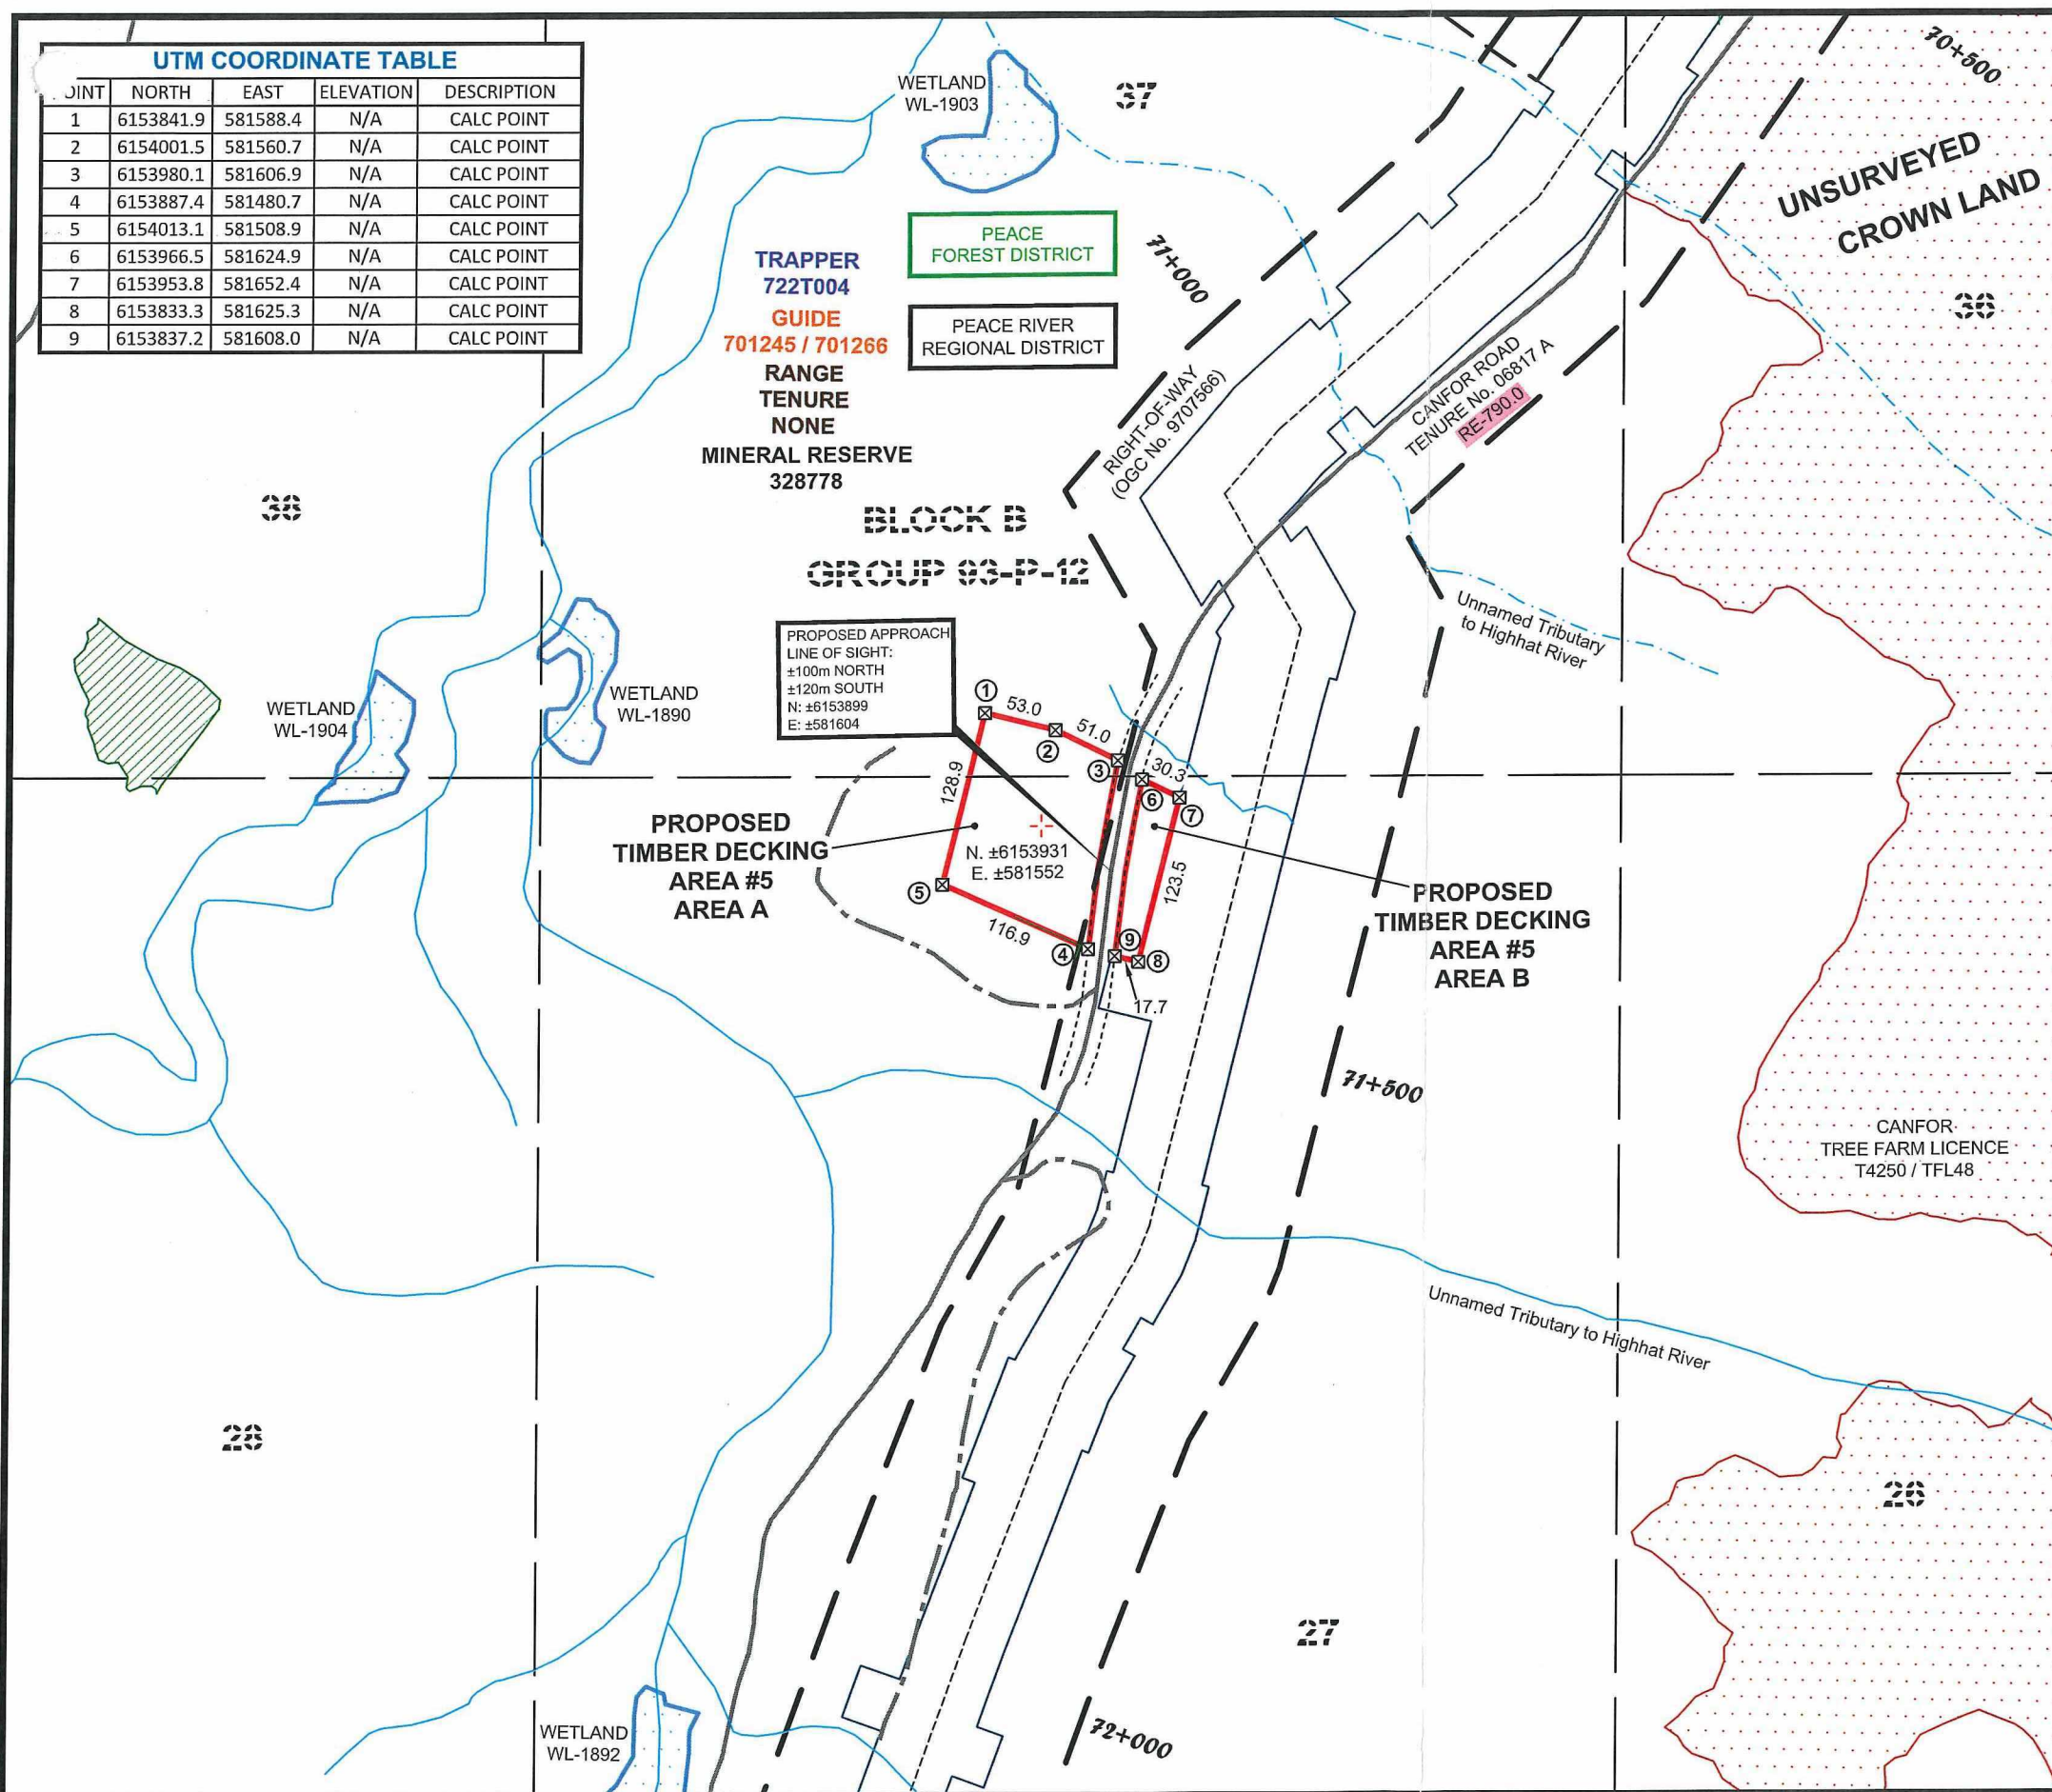 UTM COORDINATE TABLE
OINT NORTH EAST ELEVATION DESCRIPTION
1 6153841.9 581588.4 N/A CALC POINT
2 6154001.5 581560.7 N/A CALC POINT
3 6153980.1 581606.9 N/A CALC POINT
4 6153887.4 581480.7 N/A CALC POINT
5 6154013.1 581508.9 N/A CALC POINT
6 6153966.5 581624.9 N/A CALC POINT
7 6153953.8 581652.4 N/A CALC POINT
8 6153833.3 581625.3 N/A CALC POINT
9 6153837.2 581608.0 N/A CALC POINT
WETLAND
WL-1903
37
70+500
UNSURVEYED
CROWN LAND
36
PEACE
FOREST DISTRICT
PEACE RIVER
REGIONAL DISTRICT
TRAPPER
722T004
GUIDE
701245 / 701266
RANGE
TENURE
NONE
MINERAL RESERVE
328778
71+000
RIGHT-OF-WAY
(OGC No. 9707566)
CANFOR ROAD
TENURE No. 06817 A
RE-790.0
38
BLOCK B
GROUP 93-P-12
Unnamed Tributary
to Highhat River
PROPOSED APPROACH
LINE OF SIGHT:
±100m NORTH
±120m SOUTH
N: ±6153899
E: ±581604
WETLAND
WL-1904
WETLAND
WL-1890
1
53.0
2
51.0
3
30.3
6
7
128.9
123.5
N. ±6153931
E. ±581552
5
116.9
4
9
8
17.7
PROPOSED
TIMBER DECKING
AREA #5
AREA A
PROPOSED
TIMBER DECKING
AREA #5
AREA B
71+500
CANFOR
TREE FARM LICENCE
T4250 / TFL48
Unnamed Tributary to Highhat River
28
26
27
WETLAND
WL-1892
72+000